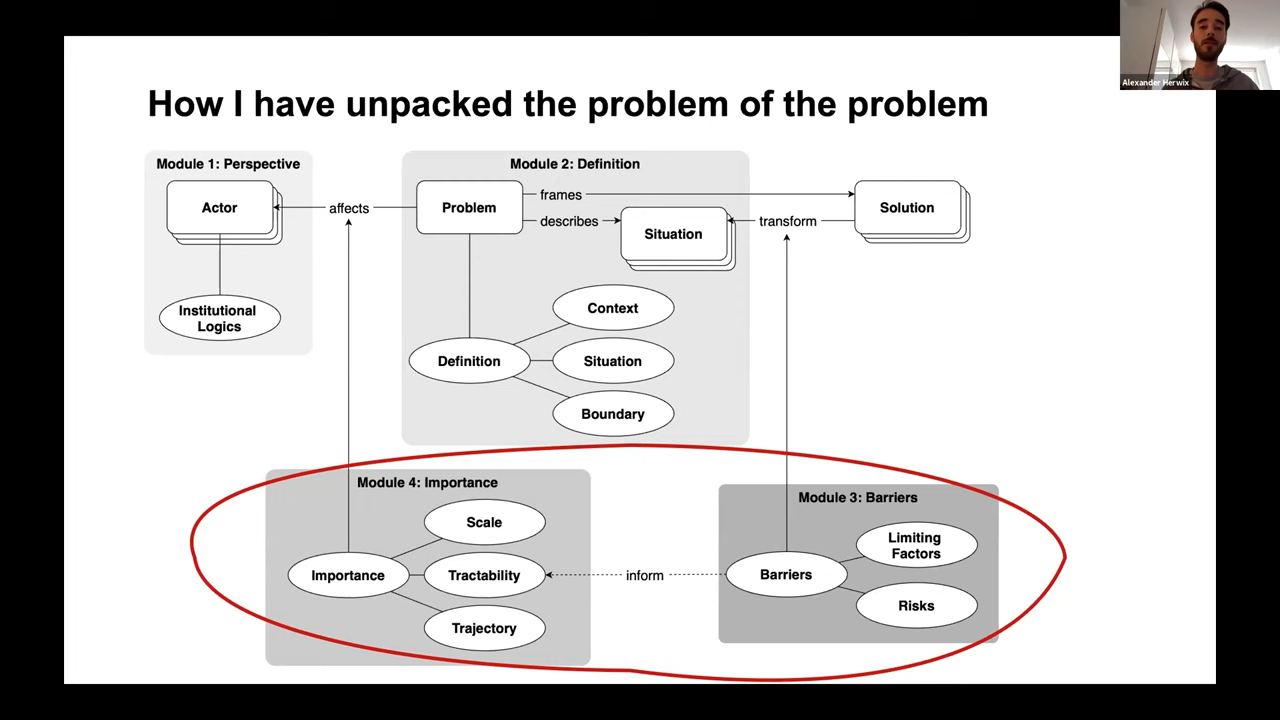 Alexander Herwix
How I have unpacked the problem of the problem
Module 1: Perspective
Actor
Institutional
Logics
affects
Module 2: Definition
Problem
frames
describes
Situation
Definition
Context
Situation
Boundary
transform
Solution
Module 4: Importance
Importance
Scale
Tractability
Trajectory
inform
Module 3: Barriers
Barriers
Limiting
Factors
Risks